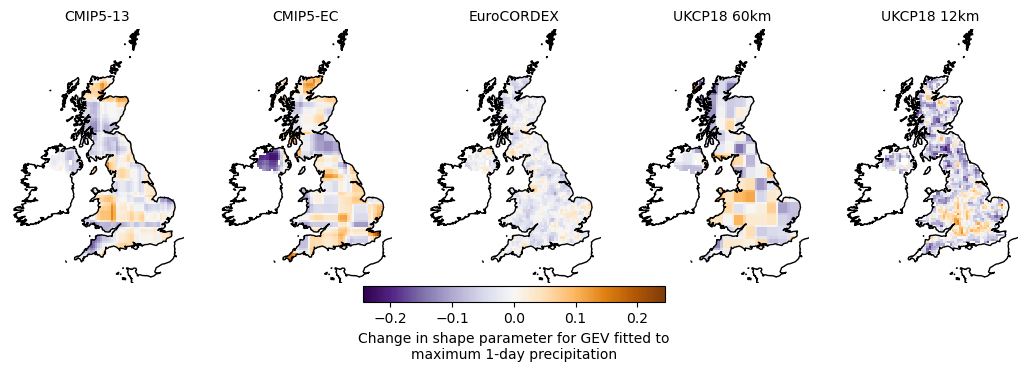 CMIP5-13
CMIP5-EC
EuroCORDEX
UKCP18 60km
UKCP18 12km
−0.2
−0.1
0.0
0.1
0.2
Change in shape parameter for GEV fitted to
maximum 1-day precipitation